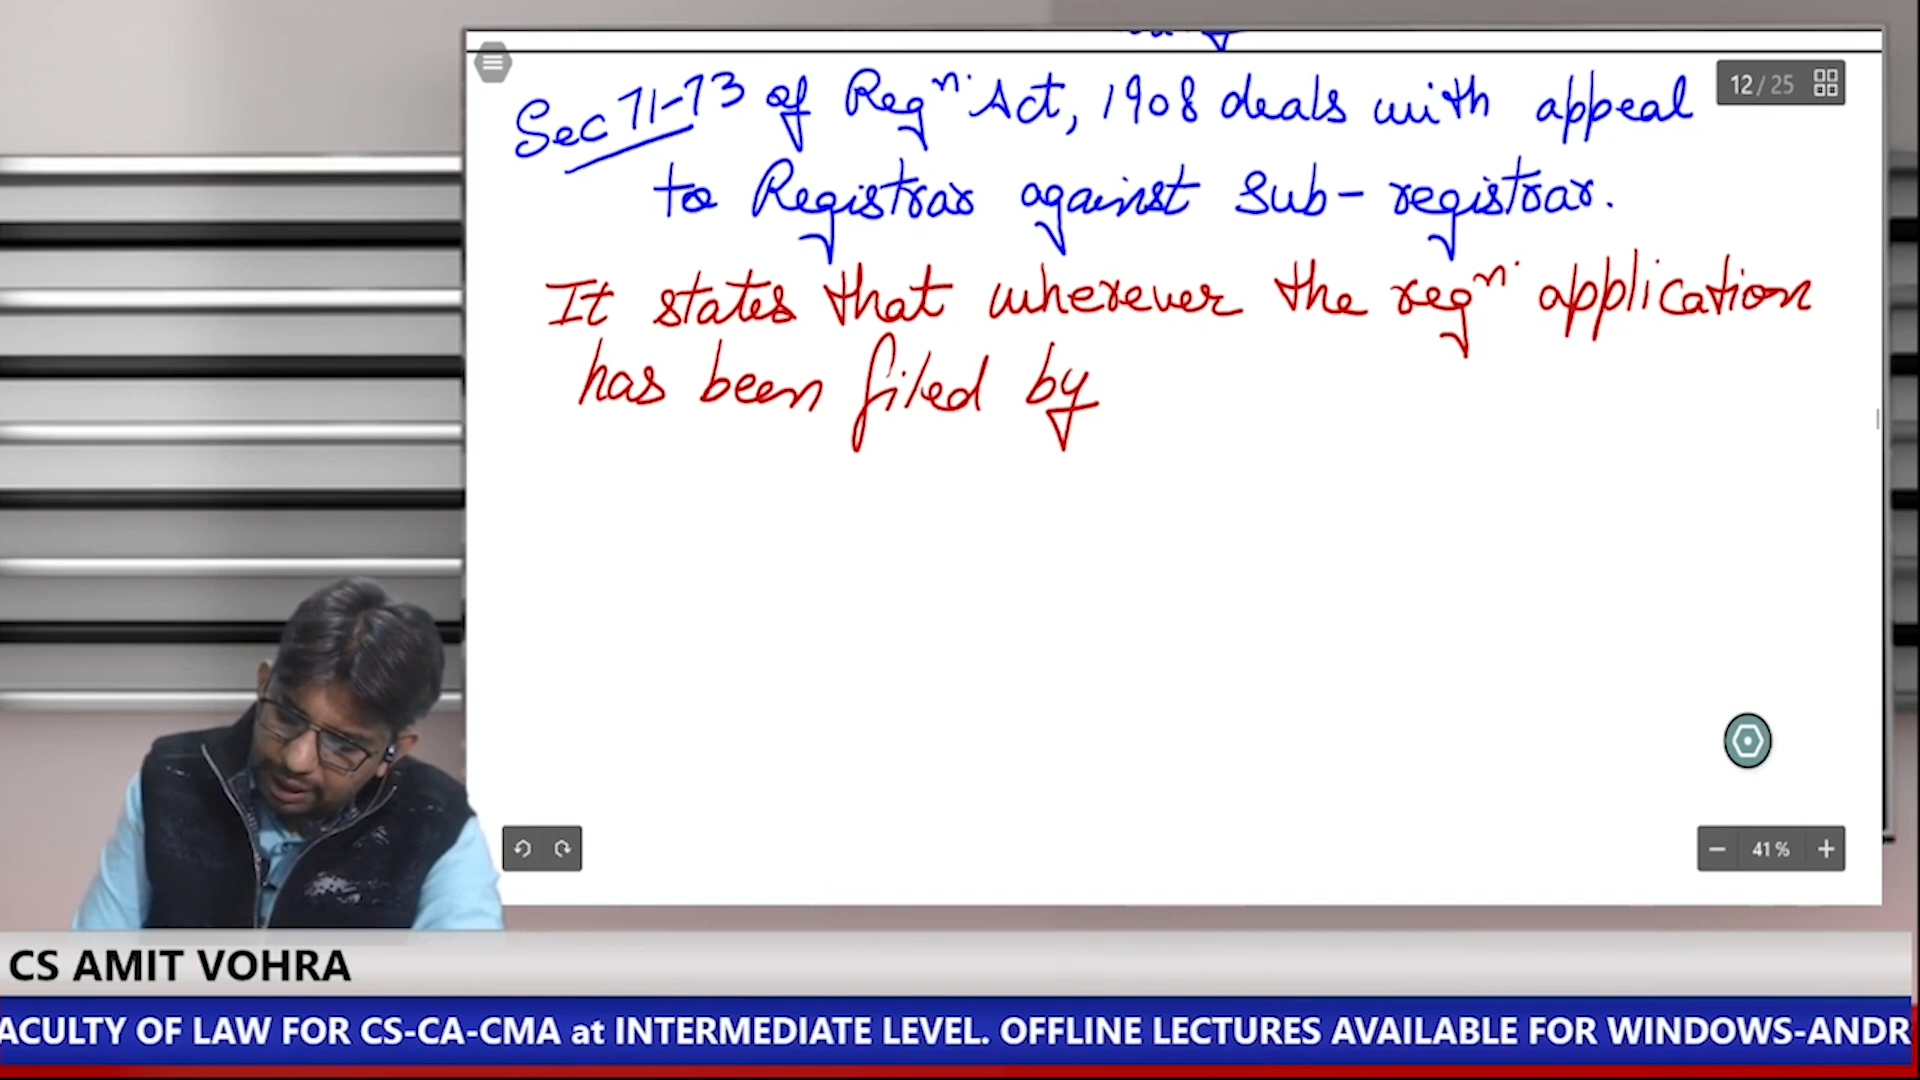 12 / 25
Sec 71-73 of Regⁿ. Act, 1908 deals with appeal
to Registrar against Sub-registrar.
It states that wherever the regⁿ. application
has been filed by
41 %
CS AMIT VOHRA
ACULTY OF LAW FOR CS-CA-CMA at INTERMEDIATE LEVEL. OFFLINE LECTURES AVAILABLE FOR WINDOWS-ANDR